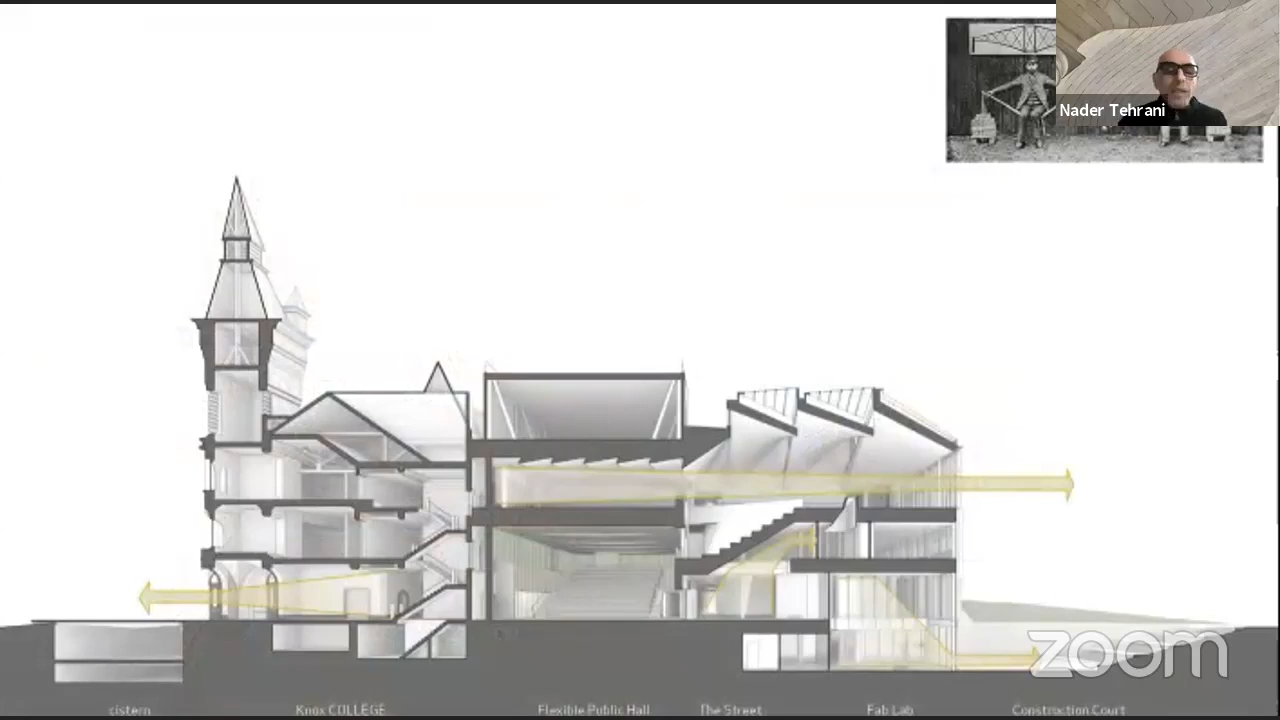 Nader Tehrani
zoom
cistern
Knox COLLEGE
Flexible Public Hall
The Street
Fab Lab
Construction Court